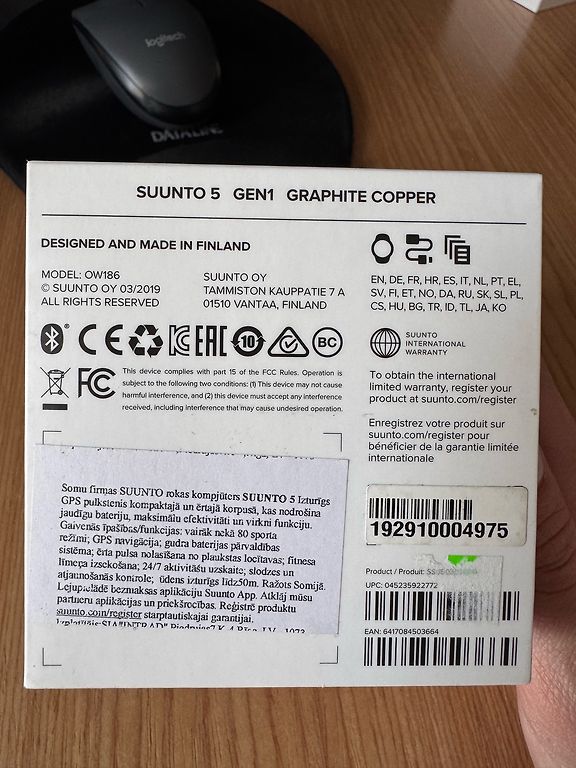 logitech
DATALINE
SUUNTO 5 GEN1 GRAPHITE COPPER
DESIGNED AND MADE IN FINLAND
MODEL: OW186
© SUUNTO OY 03/2019
ALL RIGHTS RESERVED
SUUNTO OY
TAMMISTON KAUPPATIE 7 A
01510 VANTAA, FINLAND
EN, DE, FR, HR, ES, IT, NL, PT, EL,
SV, FI, ET, NO, DA, RU, SK, SL, PL,
CS, HU, BG, TR, ID, TL, JA, KO
CE EAC 10 BC
FC
This device complies with part 15 of the FCC Rules. Operation is
subject to the following two conditions: (1) This device may not cause
harmful interference, and (2) this device must accept any interference
received, including interference that may cause undesired operation.
SUUNTO
INTERNATIONAL
WARRANTY
To obtain the international
limited warranty, register your
product at suunto.com/register
Enregistrez votre produit sur
suunto.com/register pour
bénéficier de la garantie limitée
internationale
Somu firmas SUUNTO rokas kompjūters SUUNTO 5 Izturīgs
GPS pulkstenis kompaktajā un ērtajā korpusā, kas nodrošina
jaudīgu bateriju, maksimālu efektivitāti un virkni funkciju.
Gaivenās īpašības/funkcijas: vairāk nekā 80 sporta
režīmi; GPS navigācija; gudra baterijas pārvaldības
sistēma; ērta pulsa nolasīšana no plaukstas locītavas; fitnesa
līmeņa izsekošana; 24/7 aktivitāšu uzskaite; slodzes un
atjaunošanās kontrole; ūdens izturīgs līdz50m. Ražots Somijā.
Lejupielādē bezmaksas aplikāciju Suunto App. Atklāj mūsu
partneru aplikācijas un priekšrocības. Reģistrē produktu
suunto.com/register starptautiskajai garantijai.
Izplatītājs:SIA"INTRAD"
192910004975
Product / Produit:
UPC: 045235922772
EAN: 6417084503664